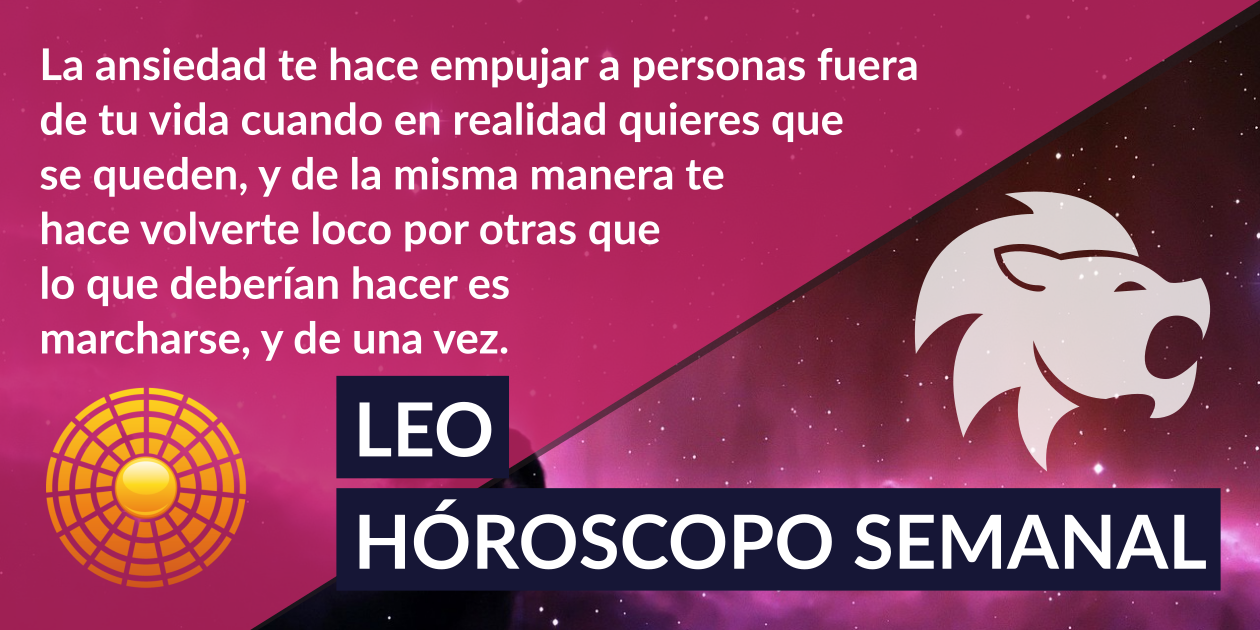 La ansiedad te hace empujar a personas fuera
de tu vida cuando en realidad quieres que
se queden, y de la misma manera te
hace volverte loco por otras que
lo que deberían hacer es
marcharse, y de una vez.
LEO
HÓROSCOPO SEMANAL